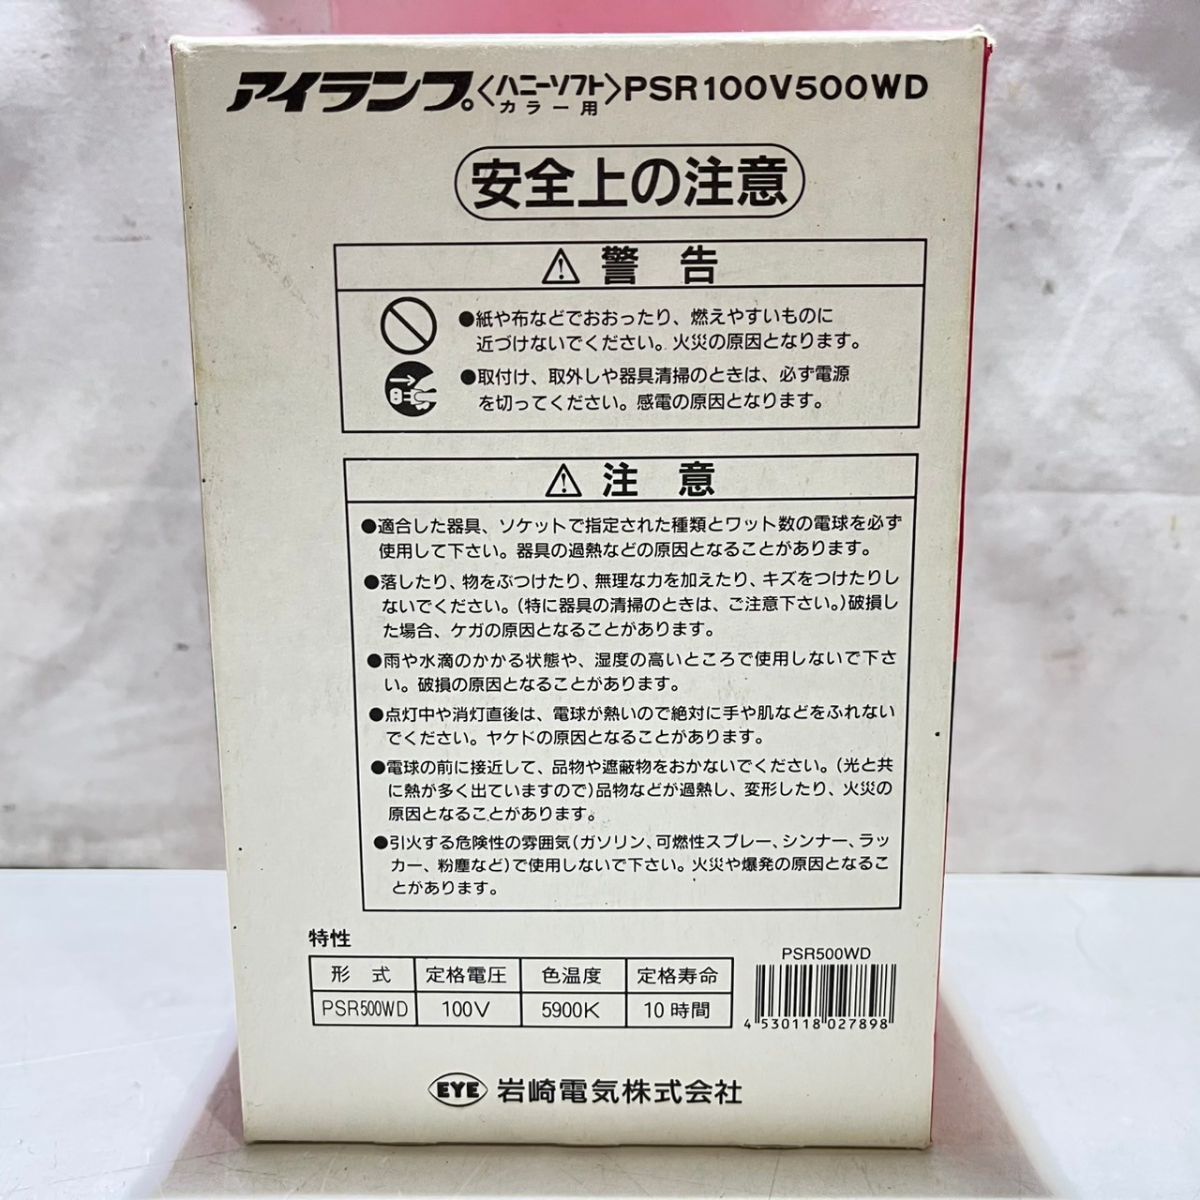 アイランプ。〈ハニーソフト カラー用〉PSR100V500WD
安全上の注意
⚠ 警 告
●紙や布などでおおったり、燃えやすいものに
近づけないでください。火災の原因となります。
●取付け、取外しや器具清掃のときは、必ず電源
を切ってください。感電の原因となります。
⚠ 注 意
●適合した器具、ソケットで指定された種類とワット数の電球を必ず
使用して下さい。器具の過熱などの原因となることがあります。
●落したり、物をぶつけたり、無理な力を加えたり、キズをつけたりし
ないでください。(特に器具の清掃のときは、ご注意下さい。)破損し
た場合、ケガの原因となることがあります。
●雨や水滴のかかる状態や、湿度の高いところで使用しないで下さ
い。破損の原因となることがあります。
●点灯中や消灯直後は、電球が熱いので絶対に手や肌などをふれない
でください。ヤケドの原因となることがあります。
●電球の前に接近して、品物や遮蔽物をおかないでください。(光と共
に熱が多く出ていますので)品物などが過熱し、変形したり、火災の
原因となることがあります。
●引火する危険性の雰囲気(ガソリン、可燃性スプレー、シンナー、ラッ
カー、粉塵など)で使用しないで下さい。火災や爆発の原因となるこ
とがあります。
特性
形 式 定格電圧 色温度 定格寿命
PSR500WD 100V 5900K 10時間
PSR500WD
4 530118 027898
EYE 岩崎電気株式会社